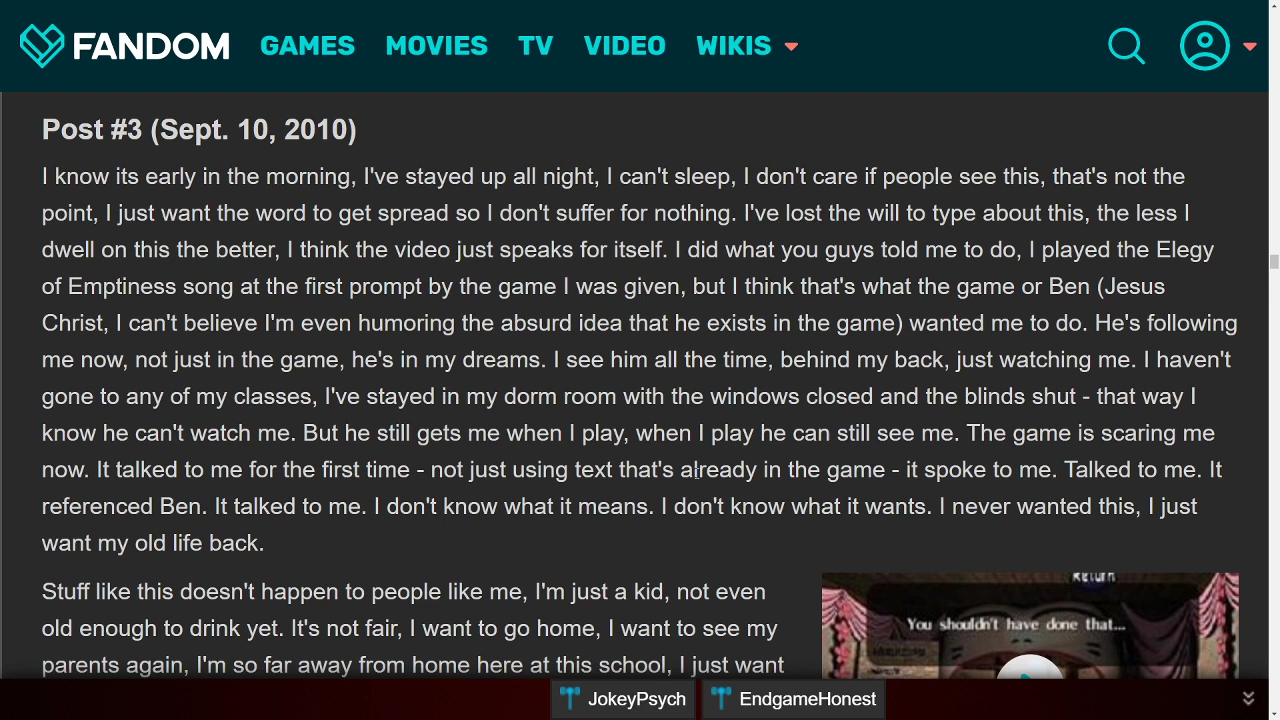 FANDOM GAMES MOVIES TV VIDEO WIKIS
Post #3 (Sept. 10, 2010)
I know its early in the morning, I've stayed up all night, I can't sleep, I don't care if people see this, that's not the
point, I just want the word to get spread so I don't suffer for nothing. I've lost the will to type about this, the less I
dwell on this the better, I think the video just speaks for itself. I did what you guys told me to do, I played the Elegy
of Emptiness song at the first prompt by the game I was given, but I think that's what the game or Ben (Jesus
Christ, I can't believe I'm even humoring the absurd idea that he exists in the game) wanted me to do. He's following
me now, not just in the game, he's in my dreams. I see him all the time, behind my back, just watching me. I haven't
gone to any of my classes, I've stayed in my dorm room with the windows closed and the blinds shut - that way I
know he can't watch me. But he still gets me when I play, when I play he can still see me. The game is scaring me
now. It talked to me for the first time - not just using text that's already in the game - it spoke to me. Talked to me. It
referenced Ben. It talked to me. I don't know what it means. I don't know what it wants. I never wanted this, I just
want my old life back.
Stuff like this doesn't happen to people like me, I'm just a kid, not even
old enough to drink yet. It's not fair, I want to go home, I want to see my
parents again, I'm so far away from home here at this school, I just want
Return
You shouldn't have done that...
JokeyPsych EndgameHonest